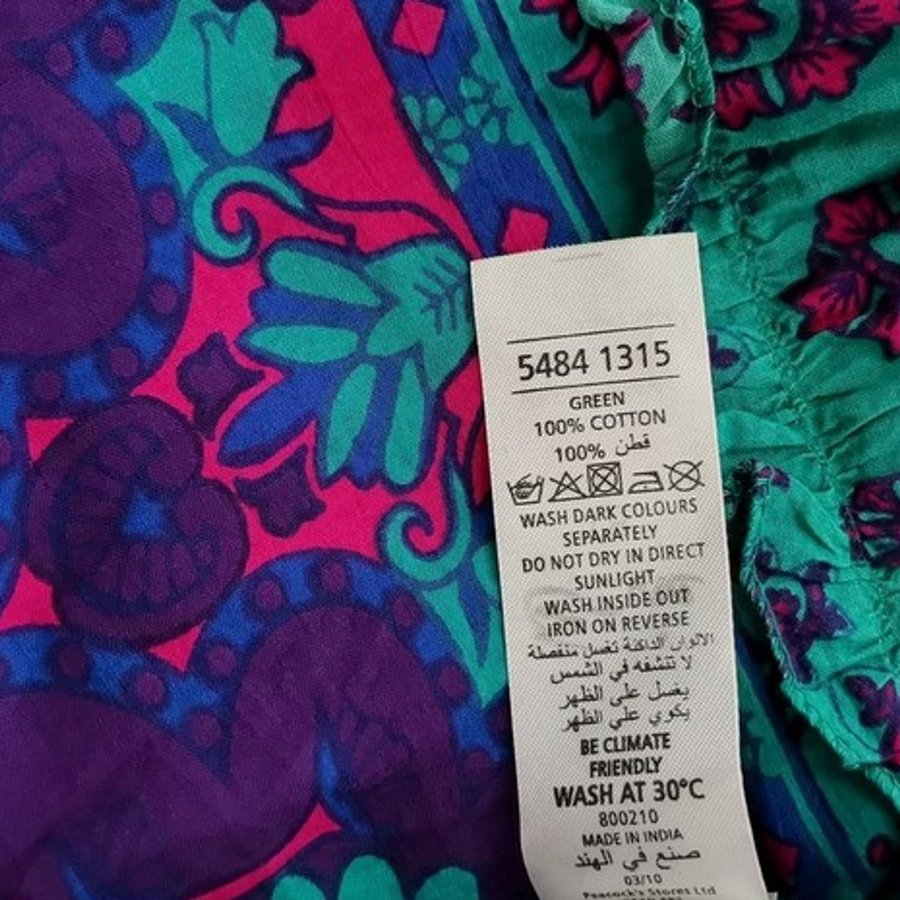 5484 1315
GREEN
100% COTTON
100% قطن
WASH DARK COLOURS
SEPARATELY
DO NOT DRY IN DIRECT
SUNLIGHT
WASH INSIDE OUT
IRON ON REVERSE
الالوان الداكنة تغسل منفصلة
لا تنشفه في الشمس
يغسل على الظهر
يكوي على الظهر
BE CLIMATE
FRIENDLY
WASH AT 30°C
800210
MADE IN INDIA
صنع في الهند
03/10
Peacock's Stores Ltd